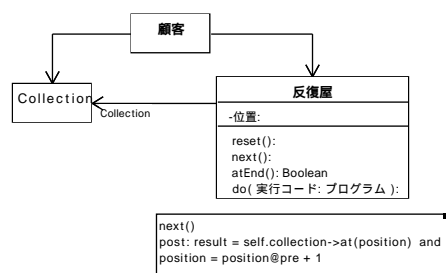 顧客
Collection
Collection
反復屋
-位置:
reset():
next():
atEnd(): Boolean
do( 実行コード: プログラム ):
next()
post: result = self.collection->at(position) and
position = position@pre + 1